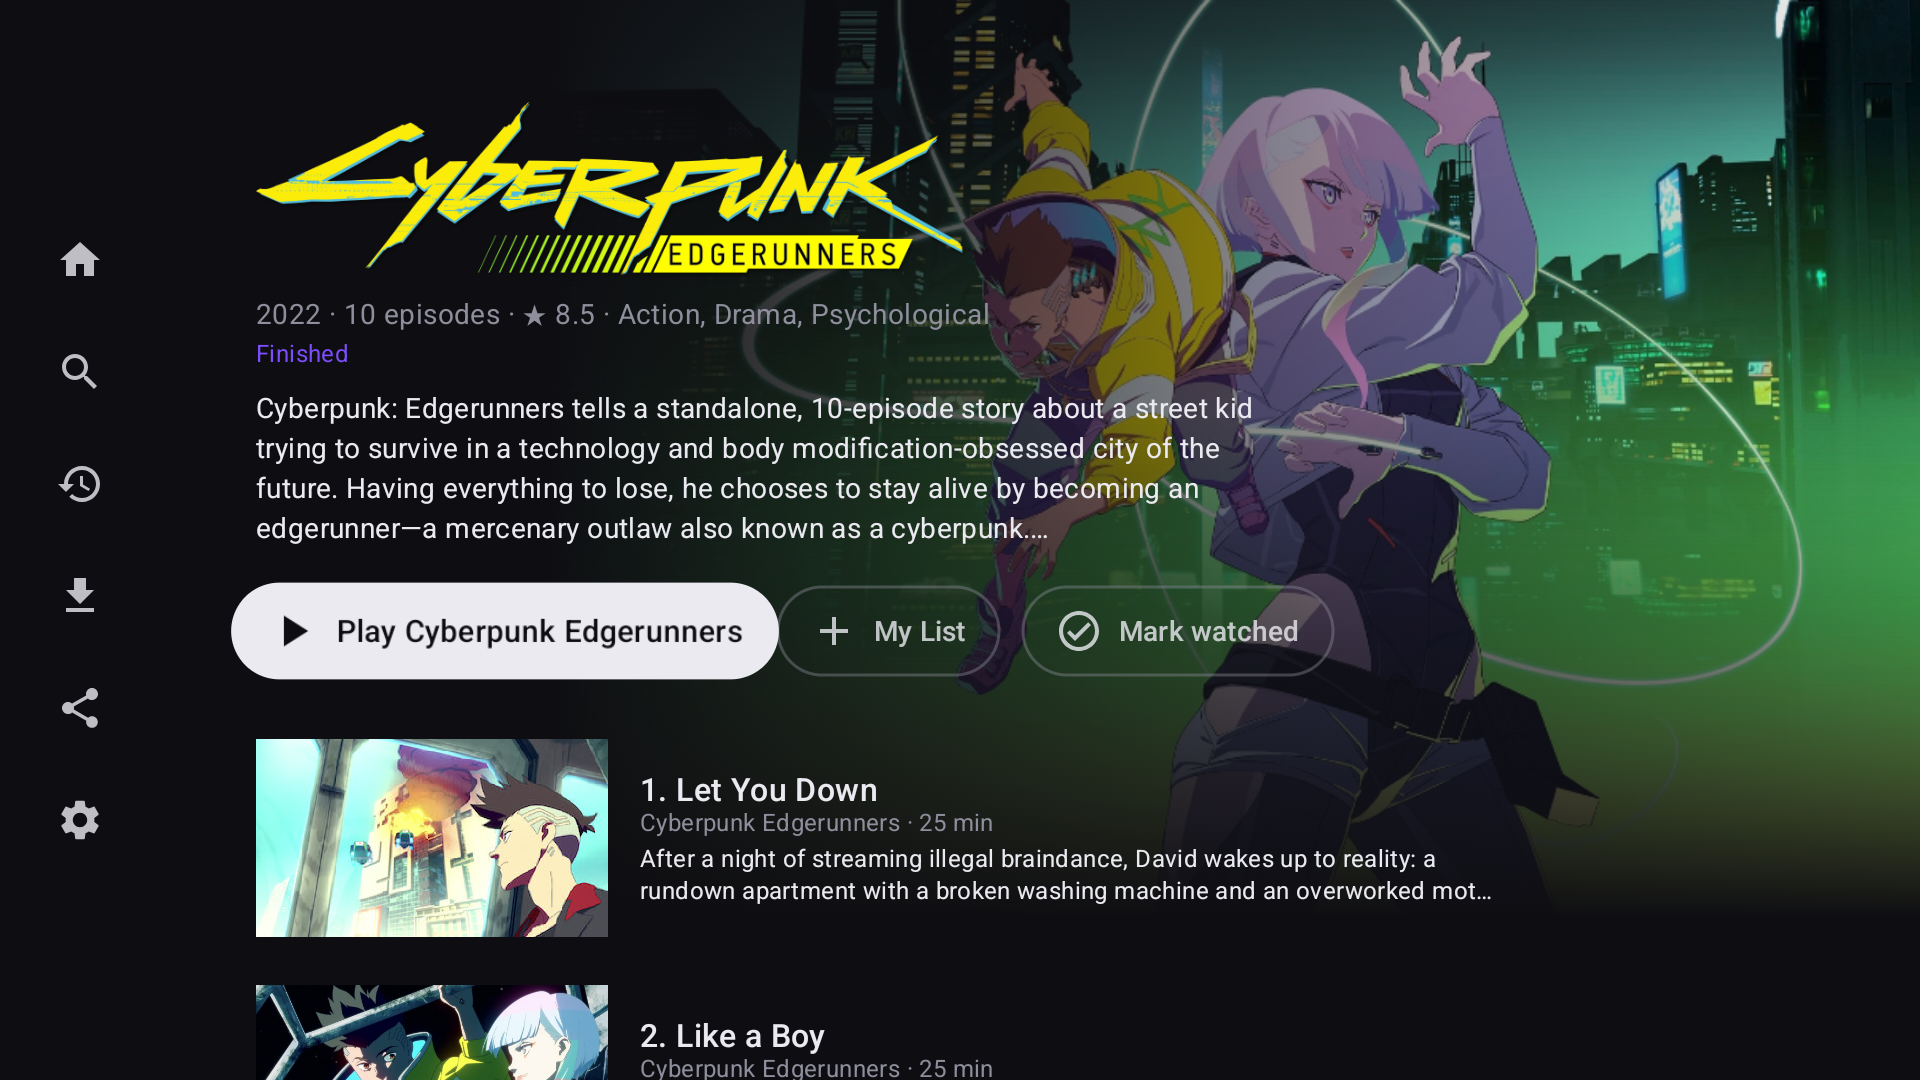 CYBERPUNK
EDGERUNNERS
2022 · 10 episodes · ★ 8.5 · Action, Drama, Psychological
Finished
Cyberpunk: Edgerunners tells a standalone, 10-episode story about a street kid
trying to survive in a technology and body modification-obsessed city of the
future. Having everything to lose, he chooses to stay alive by becoming an
edgerunner—a mercenary outlaw also known as a cyberpunk.…
Play Cyberpunk Edgerunners
My List
Mark watched
1. Let You Down
Cyberpunk Edgerunners · 25 min
After a night of streaming illegal braindance, David wakes up to reality: a
rundown apartment with a broken washing machine and an overworked mot…
2. Like a Boy
Cyberpunk Edgerunners · 25 min